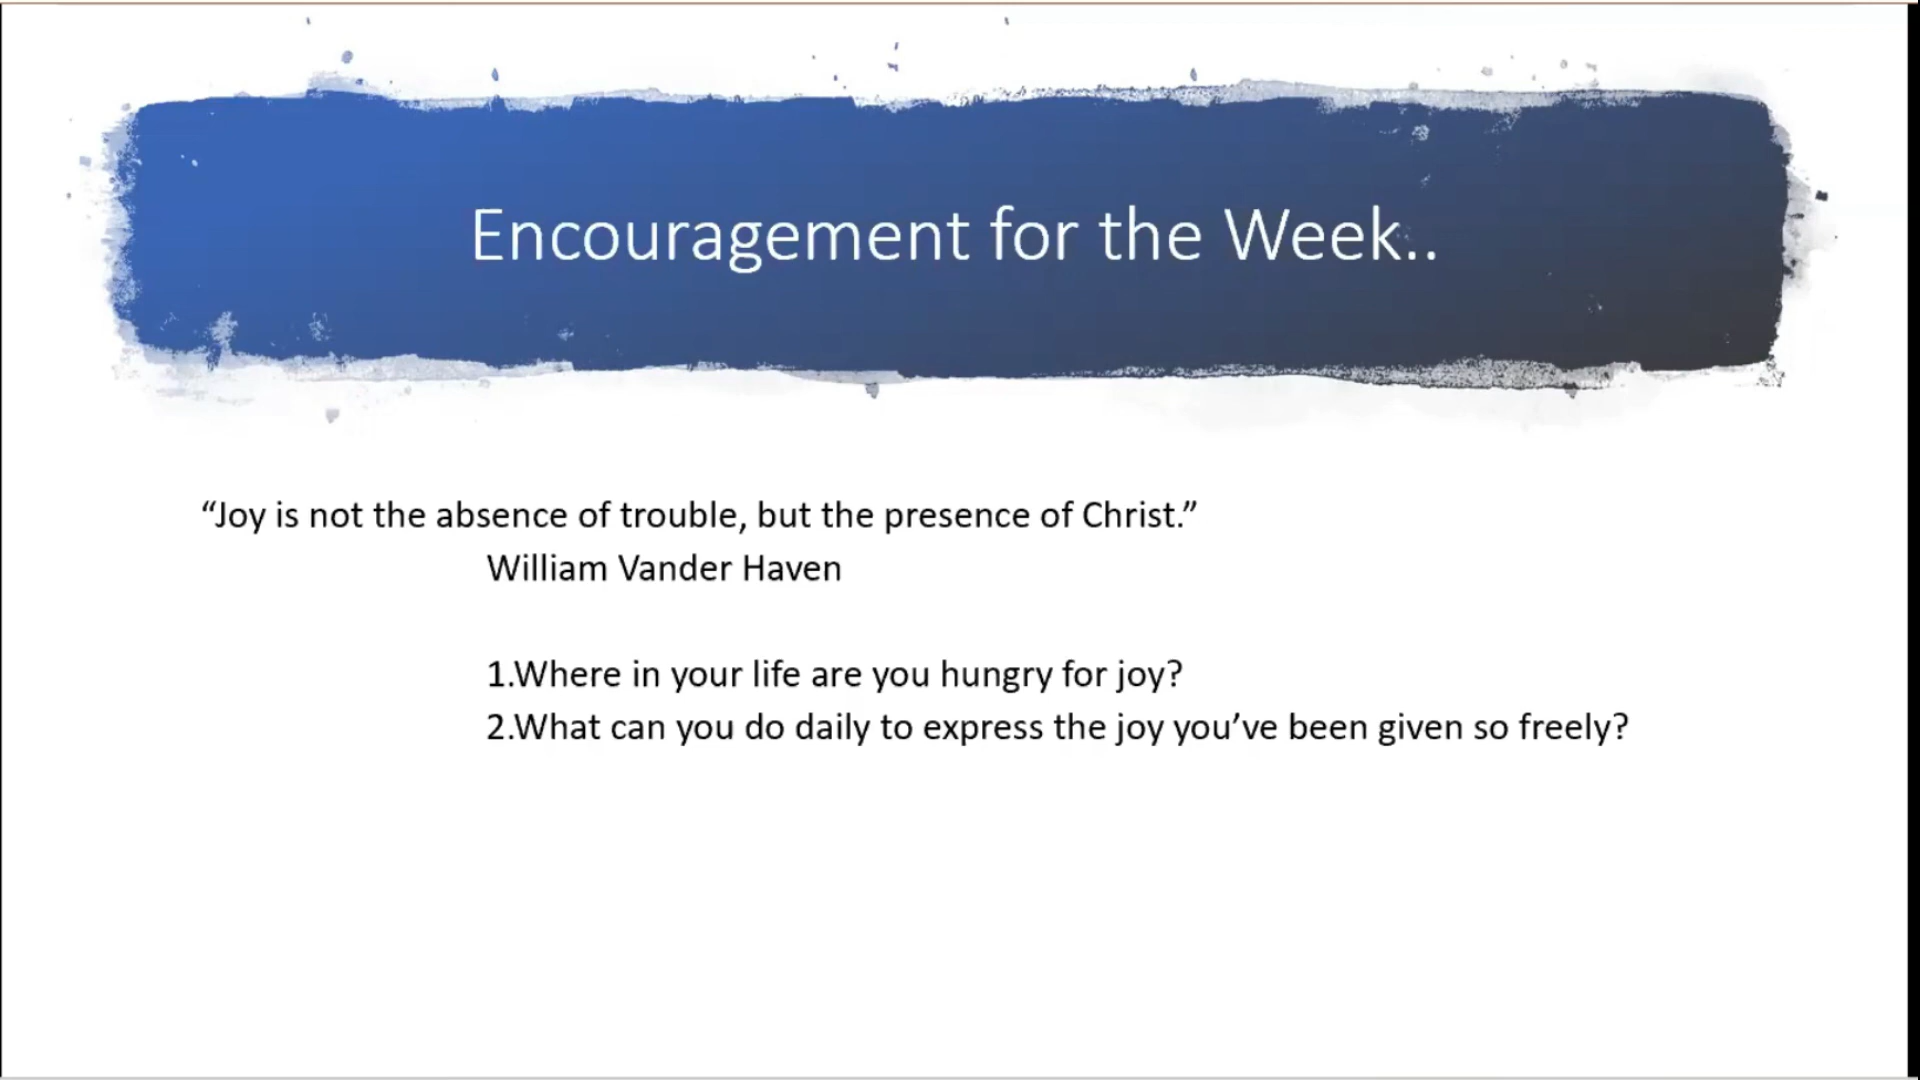 Encouragement for the Week..
“Joy is not the absence of trouble, but the presence of Christ.”
William Vander Haven
1.Where in your life are you hungry for joy?
2.What can you do daily to express the joy you’ve been given so freely?